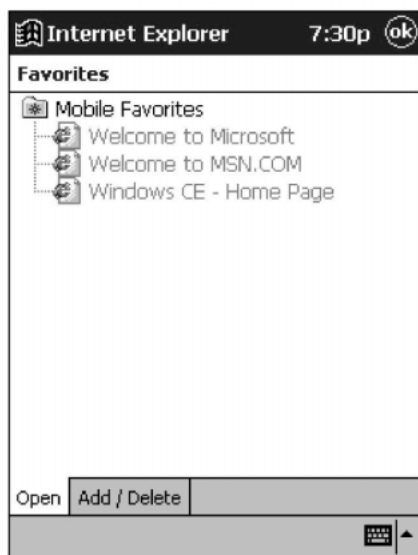 Internet Explorer 7:30p ok
Favorites
Mobile Favorites
Welcome to Microsoft
Welcome to MSN.COM
Windows CE - Home Page
Open Add / Delete